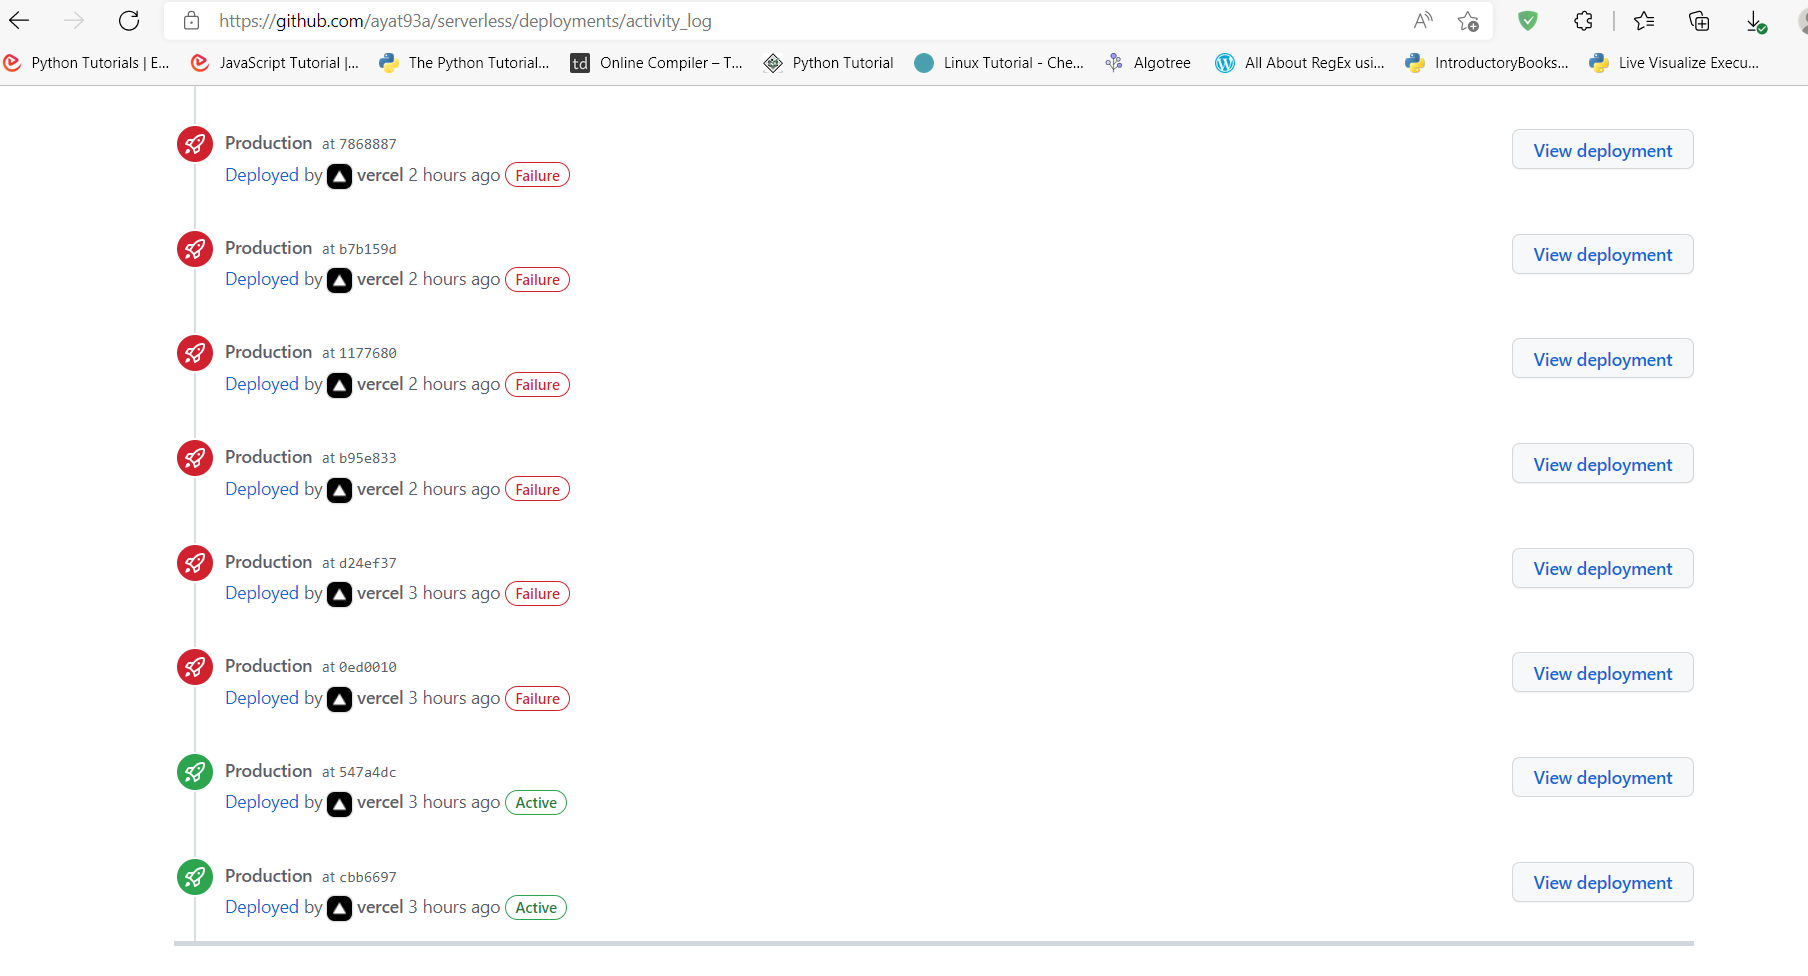 https://github.com/ayat93a/serverless/deployments/activity_log
Python Tutorials | E... JavaScript Tutorial |... The Python Tutorial... td Online Compiler – T... Python Tutorial Linux Tutorial - Che... Algotree All About RegEx usi... IntroductoryBooks... Live Visualize Execu...
Production at 7868887
View deployment
Deployed by vercel 2 hours ago Failure
Production at b7b159d
View deployment
Deployed by vercel 2 hours ago Failure
Production at 1177680
View deployment
Deployed by vercel 2 hours ago Failure
Production at b95e833
View deployment
Deployed by vercel 2 hours ago Failure
Production at d24ef37
View deployment
Deployed by vercel 3 hours ago Failure
Production at 0ed0010
View deployment
Deployed by vercel 3 hours ago Failure
Production at 547a4dc
View deployment
Deployed by vercel 3 hours ago Active
Production at cbb6697
View deployment
Deployed by vercel 3 hours ago Active